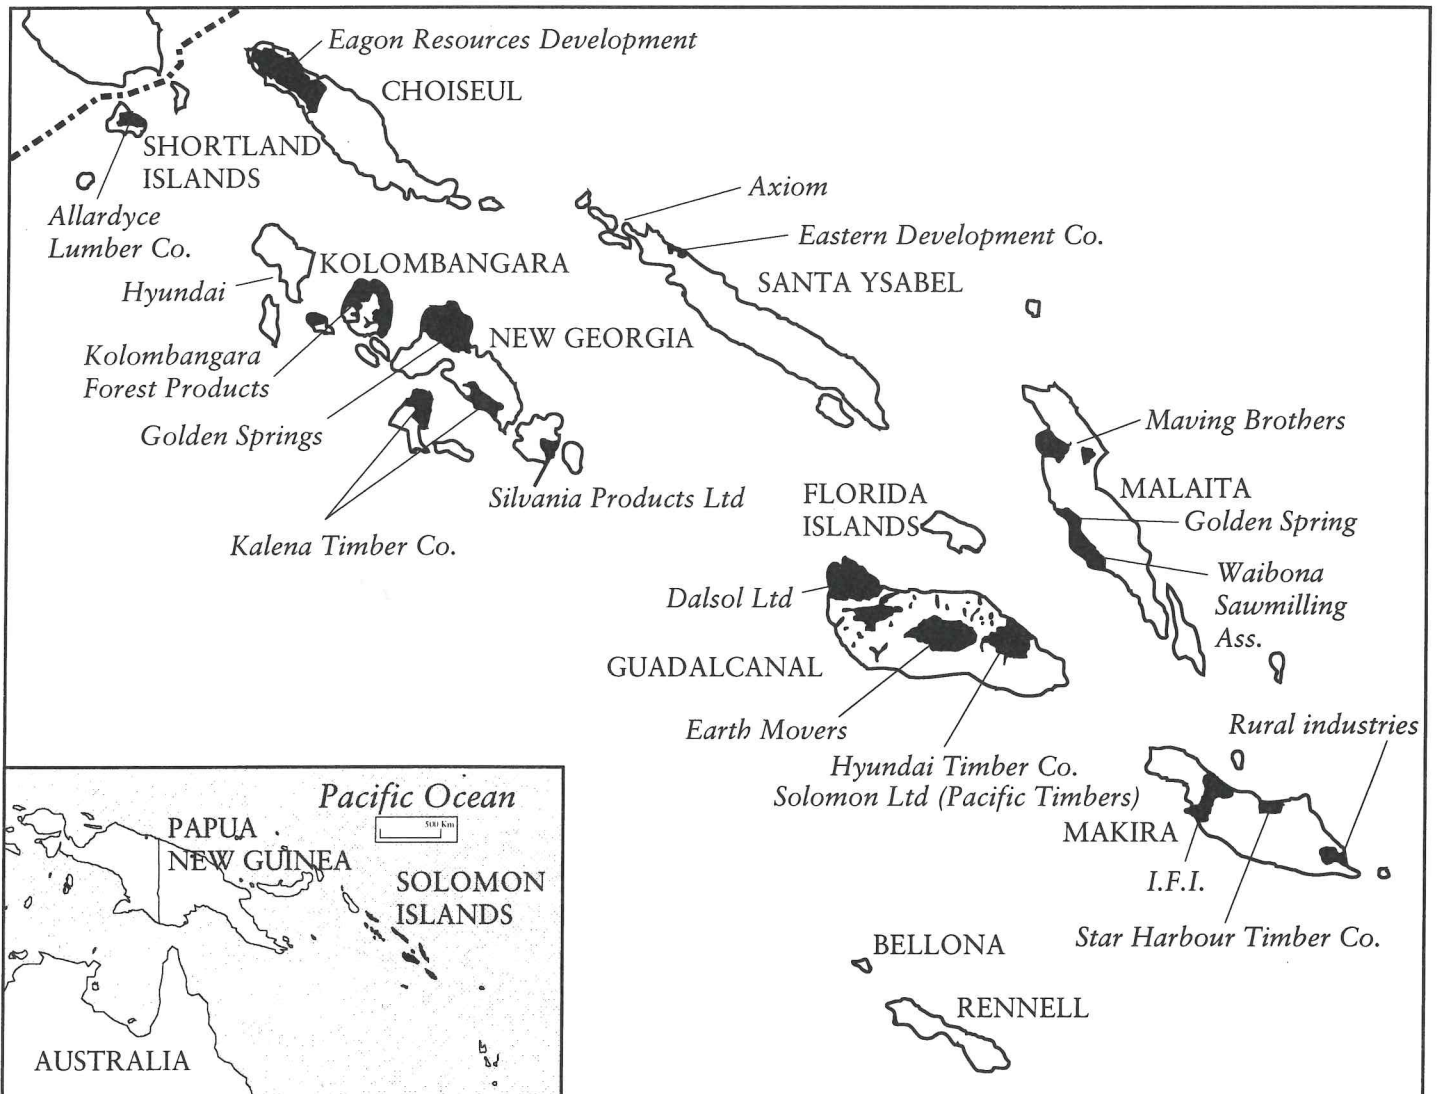 Eagon Resources Development
CHOISEUL
SHORTLAND
ISLANDS
Allardyce
Lumber Co.
Axiom
Eastern Development Co.
SANTA YSABEL
KOLOMBANGARA
Hyundai
NEW GEORGIA
Kolombangara
Forest Products
Golden Springs
Silvania Products Ltd
Kalena Timber Co.
Maving Brothers
MALAITA
Golden Spring
Waibona
Sawmilling
Ass.
FLORIDA
ISLANDS
Dalsol Ltd
GUADALCANAL
Earth Movers
Hyundai Timber Co.
Solomon Ltd (Pacific Timbers)
Rural industries
MAKIRA
I.F.I.
Star Harbour Timber Co.
BELLONA
RENNELL
Pacific Ocean
500 Km
PAPUA
NEW GUINEA
SOLOMON
ISLANDS
AUSTRALIA